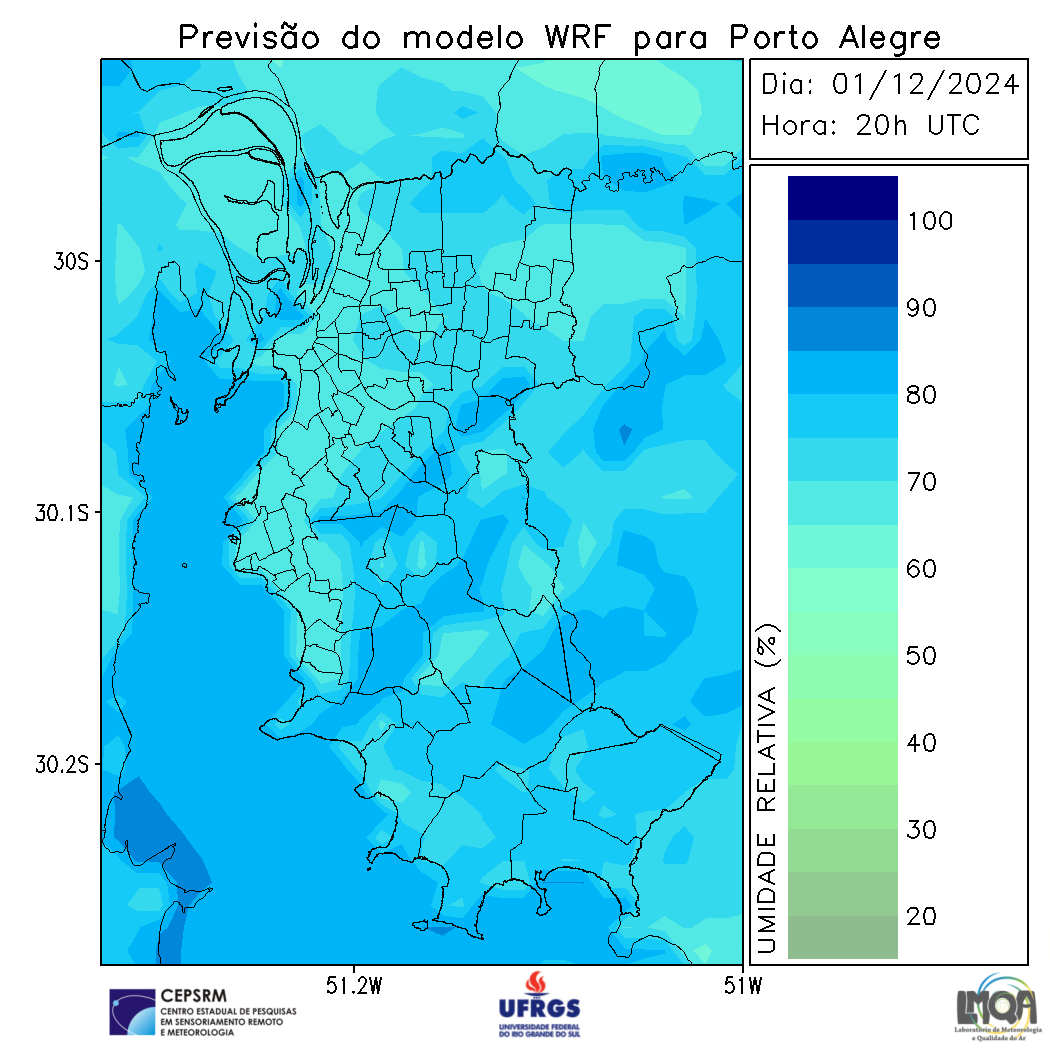 Previsão do modelo WRF para Porto Alegre
Dia: 01/12/2024
Hora: 20h UTC
30S
30.1S
30.2S
51.2W
51W
UMIDADE RELATIVA (%)
100
90
80
70
60
50
40
30
20
CEPSRM
CENTRO ESTADUAL DE PESQUISAS
EM SENSORIAMENTO REMOTO
E METEOROLOGIA
UFRGS
UNIVERSIDADE FEDERAL
DO RIO GRANDE DO SUL
LMQA
Laboratório de Meteorologia
e Qualidade do Ar